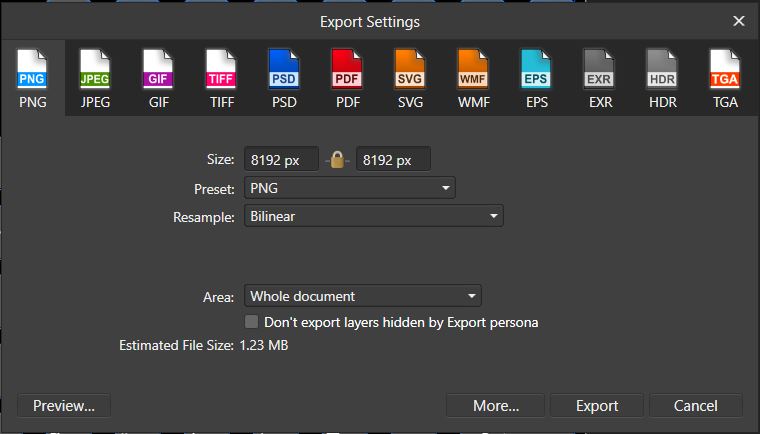 Export Settings
PNG JPEG GIF TIFF PSD PDF SVG WMF EPS EXR HDR TGA
PNG JPEG GIF TIFF PSD PDF SVG WMF EPS EXR HDR TGA
Size: 8192 px 8192 px
Preset: PNG
Resample: Bilinear
Area: Whole document
Don't export layers hidden by Export persona
Estimated File Size: 1.23 MB
Preview... More... Export Cancel